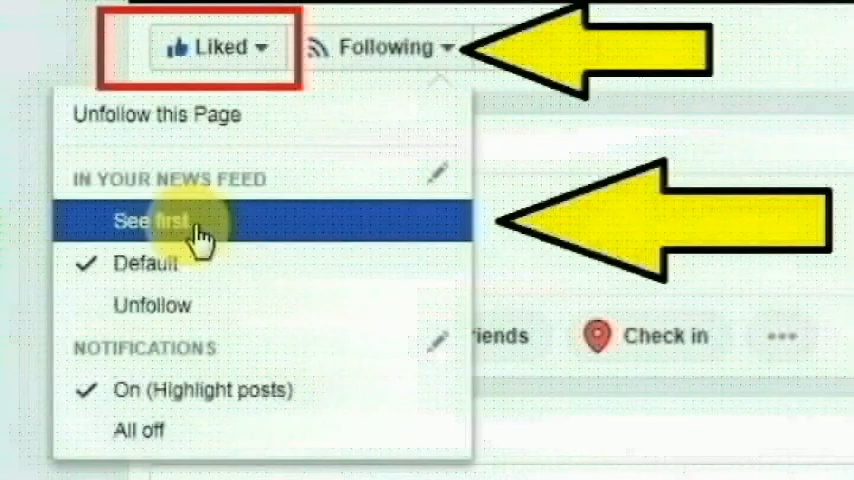 Liked Following
Unfollow this Page
IN YOUR NEWS FEED
See first
Default
Unfollow
riends Check in
NOTIFICATIONS
On (Highlight posts)
All off